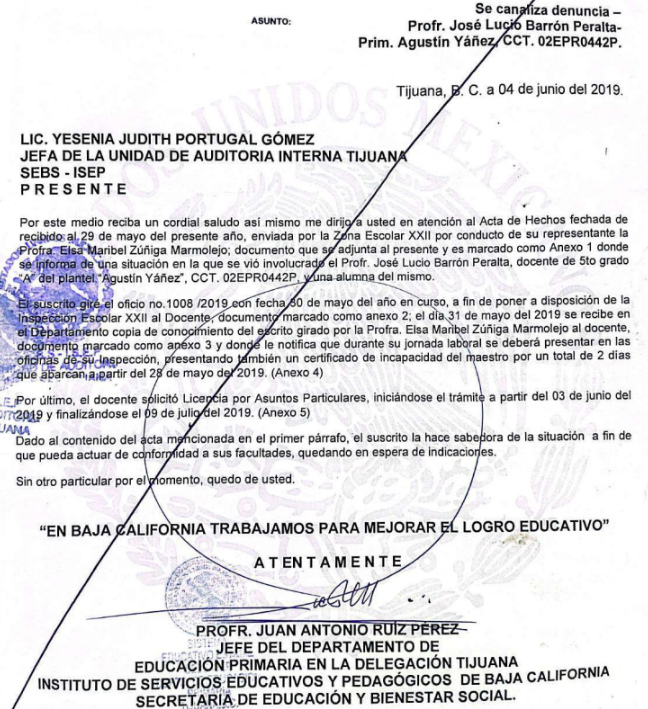 Se canaliza denuncia –
ASUNTO:
Profr. José Lucio Barrón Peralta-
Prim. Agustín Yáñez, CCT. 02EPR0442P.
Tijuana, B. C. a 04 de junio del 2019.
LIC. YESENIA JUDITH PORTUGAL GÓMEZ
JEFA DE LA UNIDAD DE AUDITORIA INTERNA TIJUANA
SEBS - ISEP
P R E S E N T E
Por este medio reciba un cordial saludo así mismo me dirijo a usted en atención al Acta de Hechos fechada de
recibido al 29 de mayo del presente año, enviada por la Zona Escolar XXII por conducto de su representante la
Profra. Elsa Maribel Zúñiga Marmolejo; documento que se adjunta al presente y es marcado como Anexo 1 donde
se informa de una situación en la que se vió involucrado el Profr. José Lucio Barrón Peralta, docente de 5to grado
"A" del plantel "Agustín Yáñez", CCT. 02EPR0442P, y una alumna del mismo.
El suscrito giré el oficio no.1008 /2019 con fecha 30 de mayo del año en curso, a fin de poner a disposición de la
Inspección Escolar XXII al Docente, documento marcado como anexo 2; el día 31 de mayo del 2019 se recibe en
el Departamento copia de conocimiento del escrito girado por la Profra. Elsa Maribel Zúñiga Marmolejo al docente,
documento marcado como anexo 3 y donde le notifica que durante su jornada laboral se deberá presentar en las
oficinas de su Inspección, presentando también un certificado de incapacidad del maestro por un total de 2 días
que abarcan a partir del 28 de mayo del 2019. (Anexo 4)
Por último, el docente solicitó Licencia por Asuntos Particulares, iniciándose el trámite a partir del 03 de junio del
2019 y finalizándose el 09 de julio del 2019. (Anexo 5)
Dado al contenido del acta mencionada en el primer párrafo, el suscrito la hace sabedora de la situación a fin de
que pueda actuar de conformidad a sus facultades, quedando en espera de indicaciones.
Sin otro particular por el momento, quedo de usted.
"EN BAJA CALIFORNIA TRABAJAMOS PARA MEJORAR EL LOGRO EDUCATIVO"
A T E N T A M E N T E
PROFR. JUAN ANTONIO RUÍZ PÉREZ
JEFE DEL DEPARTAMENTO DE
EDUCACIÓN PRIMARIA EN LA DELEGACIÓN TIJUANA
INSTITUTO DE SERVICIOS EDUCATIVOS Y PEDAGÓGICOS DE BAJA CALIFORNIA
SECRETARÍA DE EDUCACIÓN Y BIENESTAR SOCIAL.